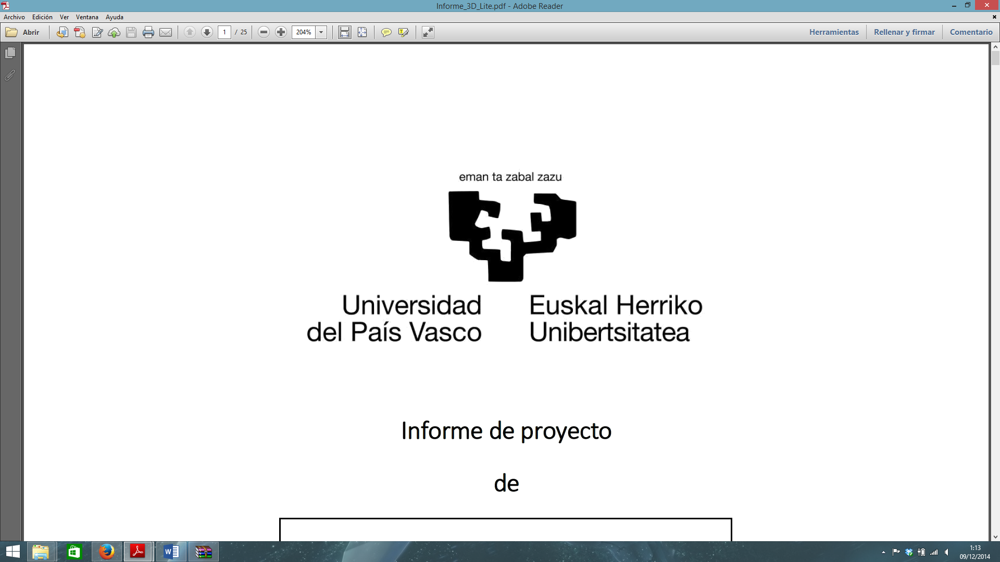 Informe_3D_Lite.pdf - Adobe Reader
Archivo Edición Ver Ventana Ayuda
Abrir 1 / 25 204% Herramientas Rellenar y firmar Comentario
eman ta zabal zazu
Universidad
del País Vasco
Euskal Herriko
Unibertsitatea
Informe de proyecto
de
1:13
09/12/2014